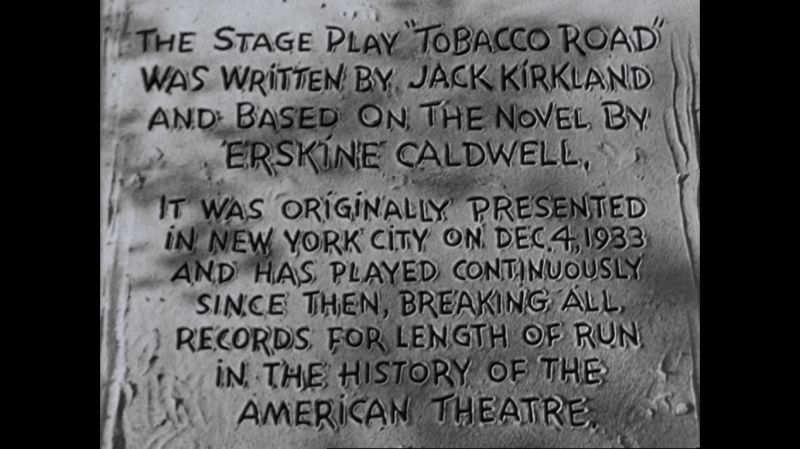 THE STAGE PLAY "TOBACCO ROAD"
WAS WRITTEN BY JACK KIRKLAND
AND BASED ON THE NOVEL BY
ERSKINE CALDWELL.
IT WAS ORIGINALLY PRESENTED
IN NEW YORK CITY ON DEC. 4, 1933
AND HAS PLAYED CONTINUOUSLY
SINCE THEN, BREAKING ALL
RECORDS FOR LENGTH OF RUN
IN THE HISTORY OF THE
AMERICAN THEATRE.